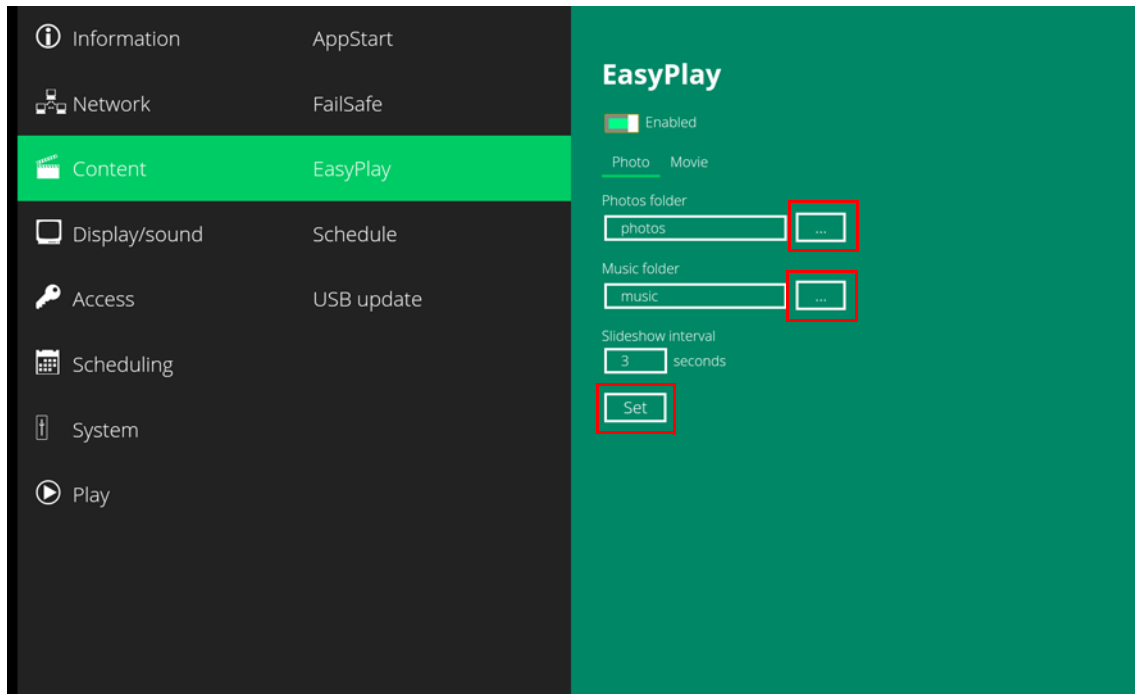 Information
Network
Content
Display/sound
Access
Scheduling
System
Play
AppStart
FailSafe
EasyPlay
Schedule
USB update
EasyPlay
Enabled
Photo Movie
Photos folder
photos ...
Music folder
music ...
Slideshow interval
3 seconds
Set